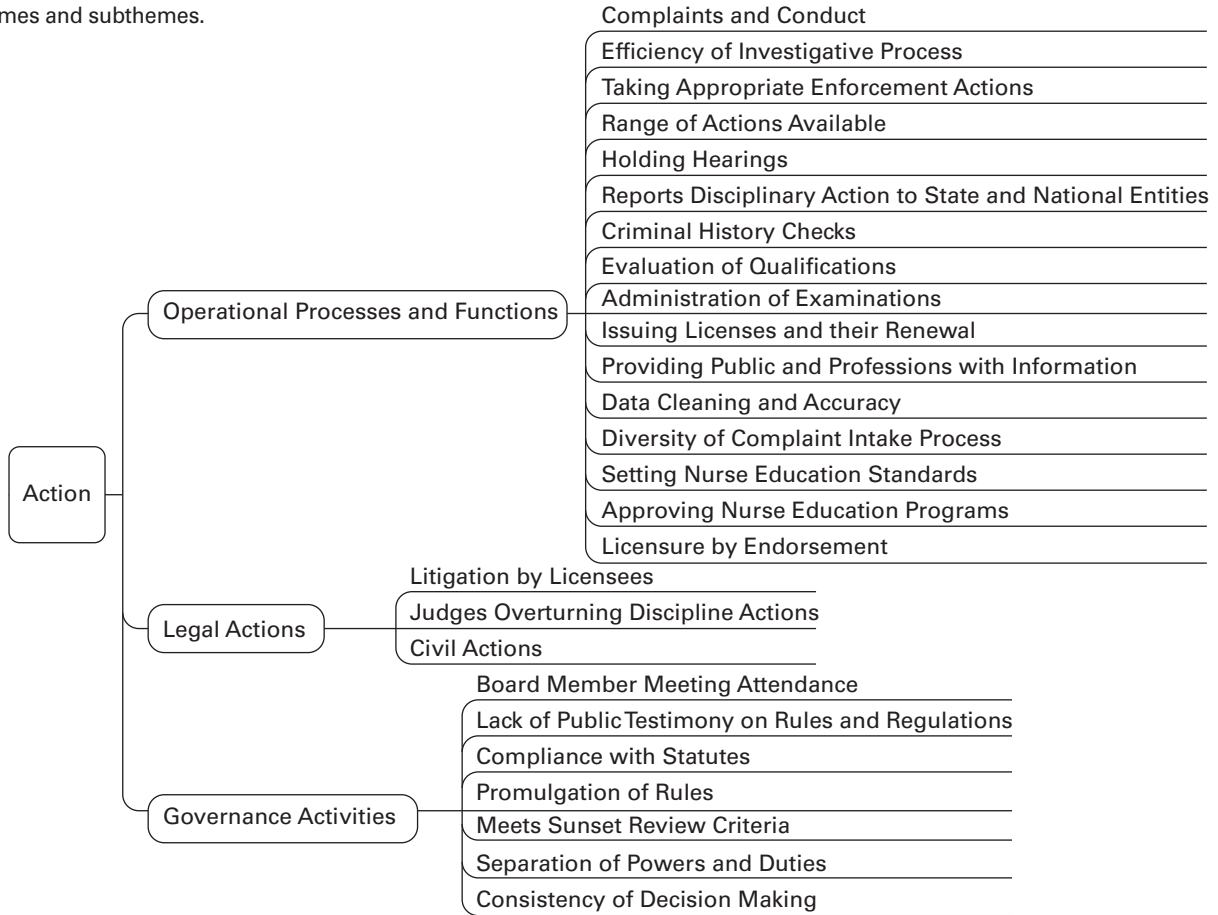 mes and subthemes.
Complaints and Conduct
Efficiency of Investigative Process
Taking Appropriate Enforcement Actions
Range of Actions Available
Holding Hearings
Reports Disciplinary Action to State and National Entities
Criminal History Checks
Evaluation of Qualifications
Operational Processes and Functions
Administration of Examinations
Issuing Licenses and their Renewal
Providing Public and Professions with Information
Data Cleaning and Accuracy
Diversity of Complaint Intake Process
Setting Nurse Education Standards
Action
Approving Nurse Education Programs
Licensure by Endorsement
Litigation by Licensees
Legal Actions
Judges Overturning Discipline Actions
Civil Actions
Board Member Meeting Attendance
Lack of Public Testimony on Rules and Regulations
Compliance with Statutes
Governance Activities
Promulgation of Rules
Meets Sunset Review Criteria
Separation of Powers and Duties
Consistency of Decision Making